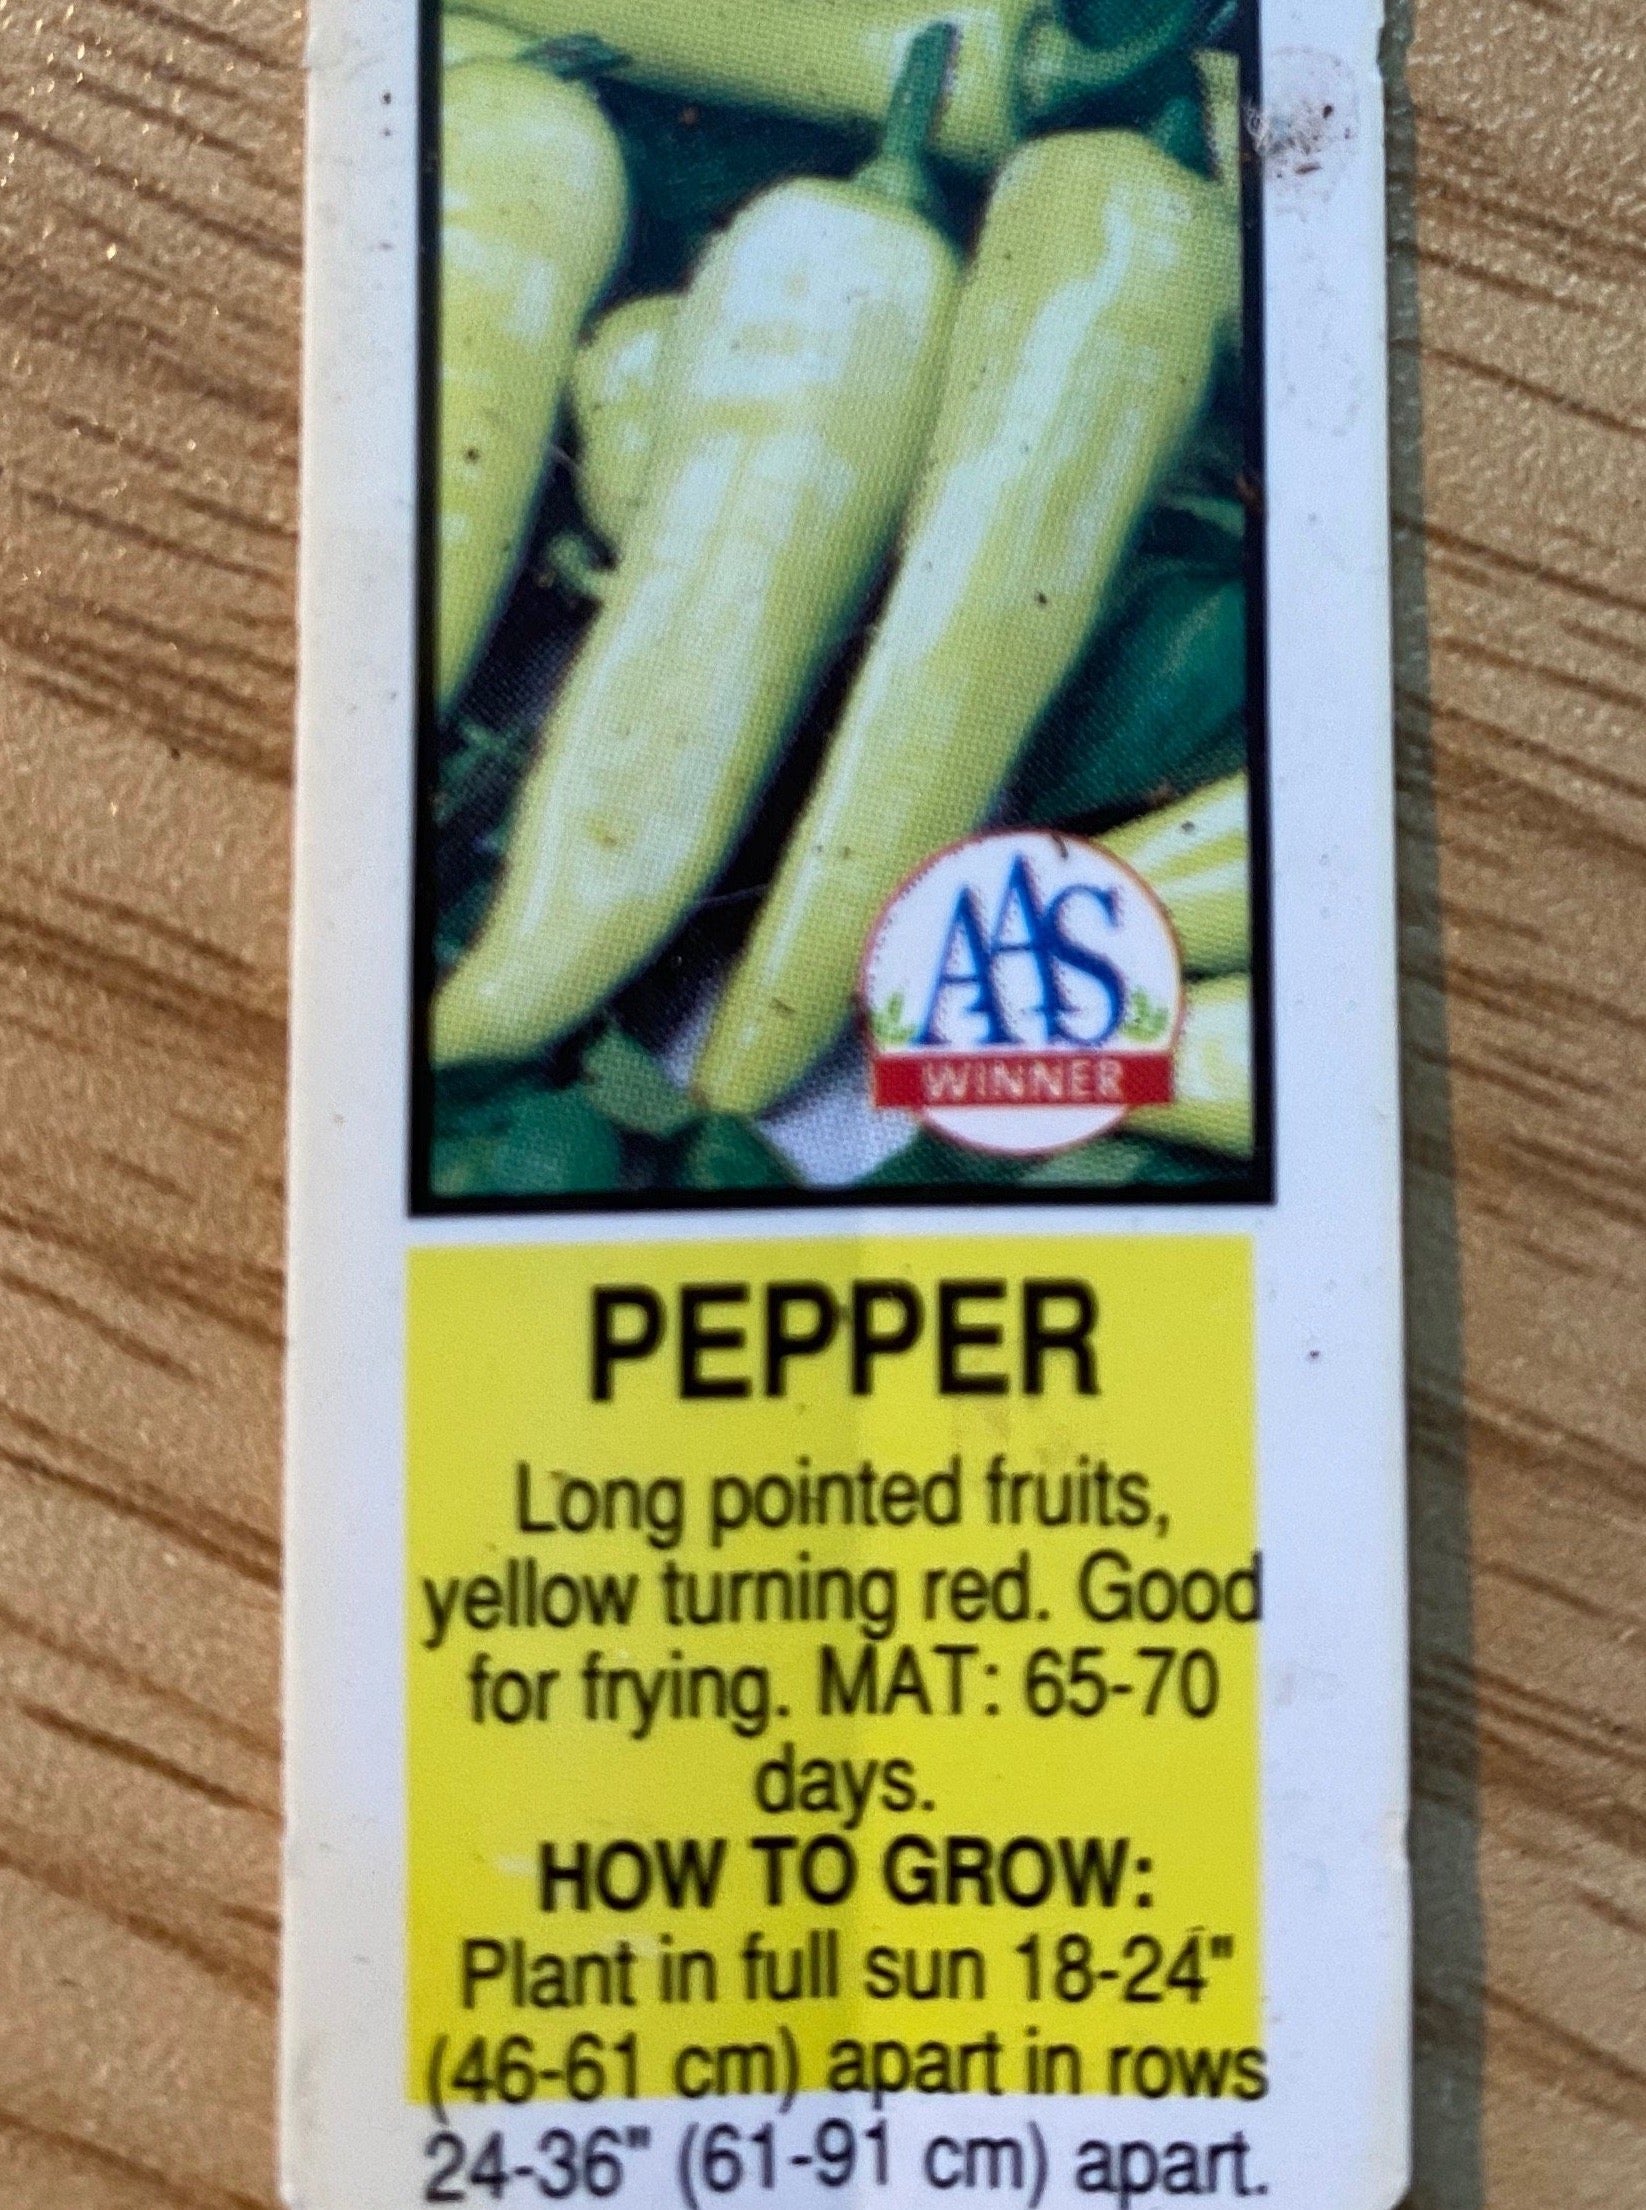 AAS
WINNER
PEPPER
Long pointed fruits,
yellow turning red. Good
for frying. MAT: 65-70
days.
HOW TO GROW:
Plant in full sun 18-24"
(46-61 cm) apart in rows
24-36" (61-91 cm) apart.